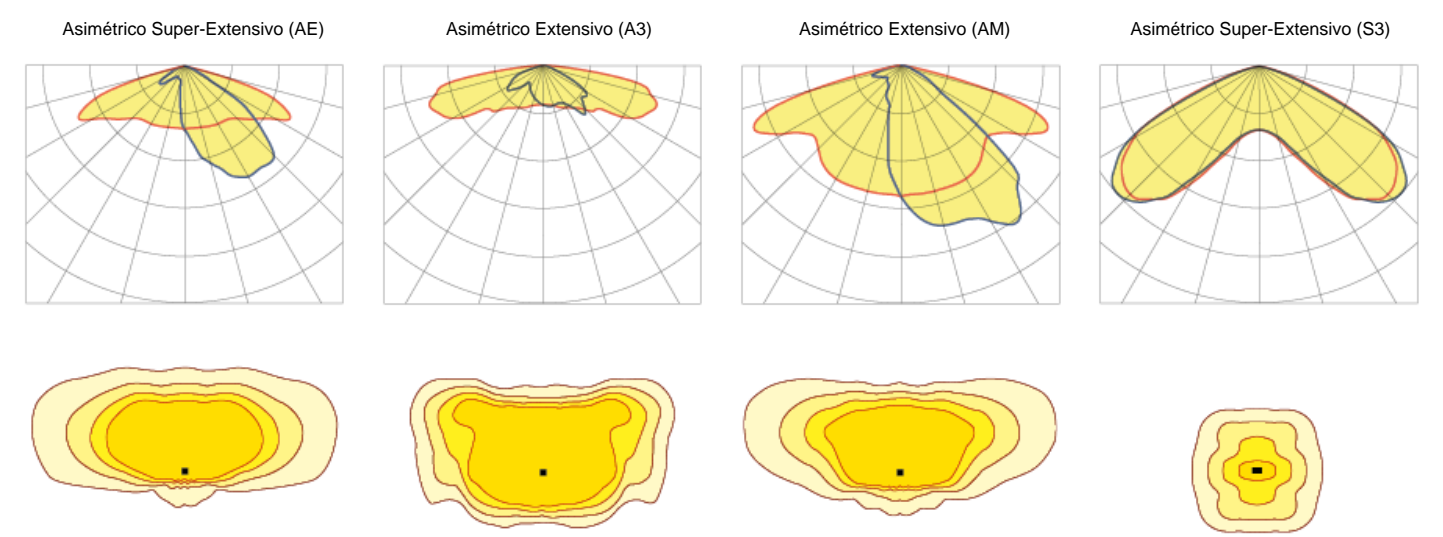 Asimétrico Super-Extensivo (AE)
Asimétrico Extensivo (A3)
Asimétrico Extensivo (AM)
Asimétrico Super-Extensivo (S3)